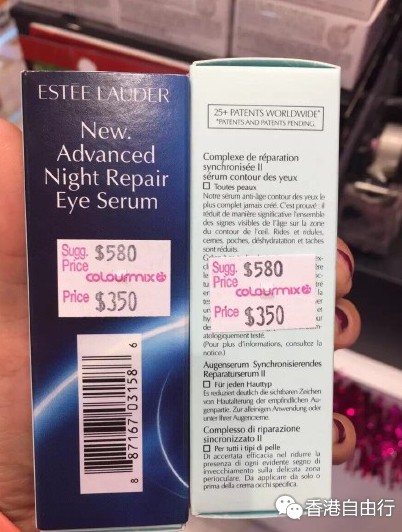 ESTEE LAUDER
New.
Advanced
Night Repair
Eye Serum
Sugg. $580
Price
colourmix
Price $350
8 87167 03158 6
25+ PATENTS WORLDWIDE*
*PATENTS AND PATENTS PENDING.
Complexe de réparation
synchronisée II
sérum contour des yeux
Toutes peaux
Notre sérum anti-âge contour des yeux le
plus complet jamais créé. C'est prouvé : il
réduit de manière significative l'ensemble
des signes visibles de l'âge sur la zone
du contour de l'œil. Rides et ridules,
cernes, poches, déshydratation et taches
sont réduits.
Sugg. $580
Price
colourmix
Price $350
(Pour plus d'informations, consultez la
notice.)
Augenserum Synchronisierendes
Reparaturserum II
Für jeden Hauttyp
Es reduziert deutlich die sichtbaren Zeichen
von Hautalterung der empfindlichen Au-
genpartie. Zur alleinigen Anwendung oder
unter Ihrer Augencreme.
Complesso di riparazione
sincronizzato II
Per tutti i tipi di pelle
Di accertata efficacia nel ridurre la
presenza di ogni evidente segno di
invecchiamento sulla delicata zona
perioculare. Da applicare da solo o
prima della crema occhi specifica.
香港自由行